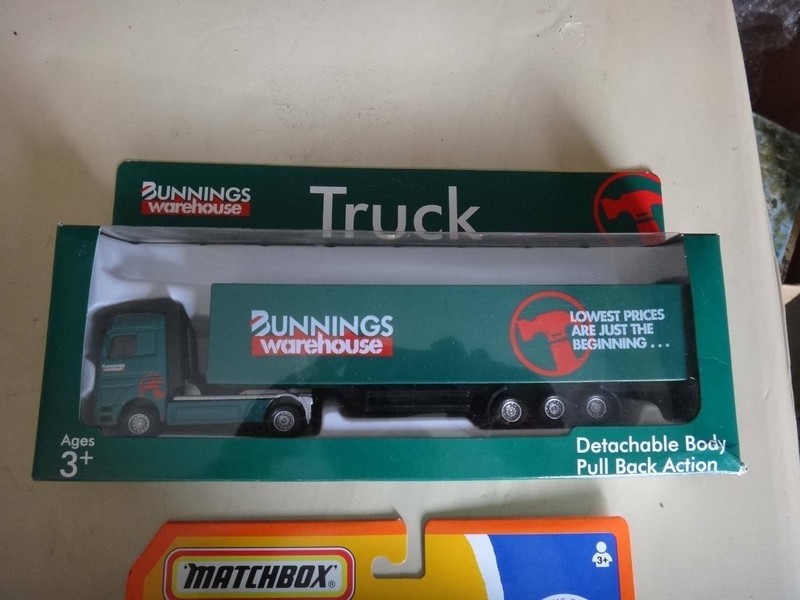 BUNNINGS
warehouse
Truck
BUNNINGS
warehouse
LOWEST PRICES
ARE JUST THE
BEGINNING...
Ages
3+
Detachable Body
Pull Back Action
MATCHBOX®
3+